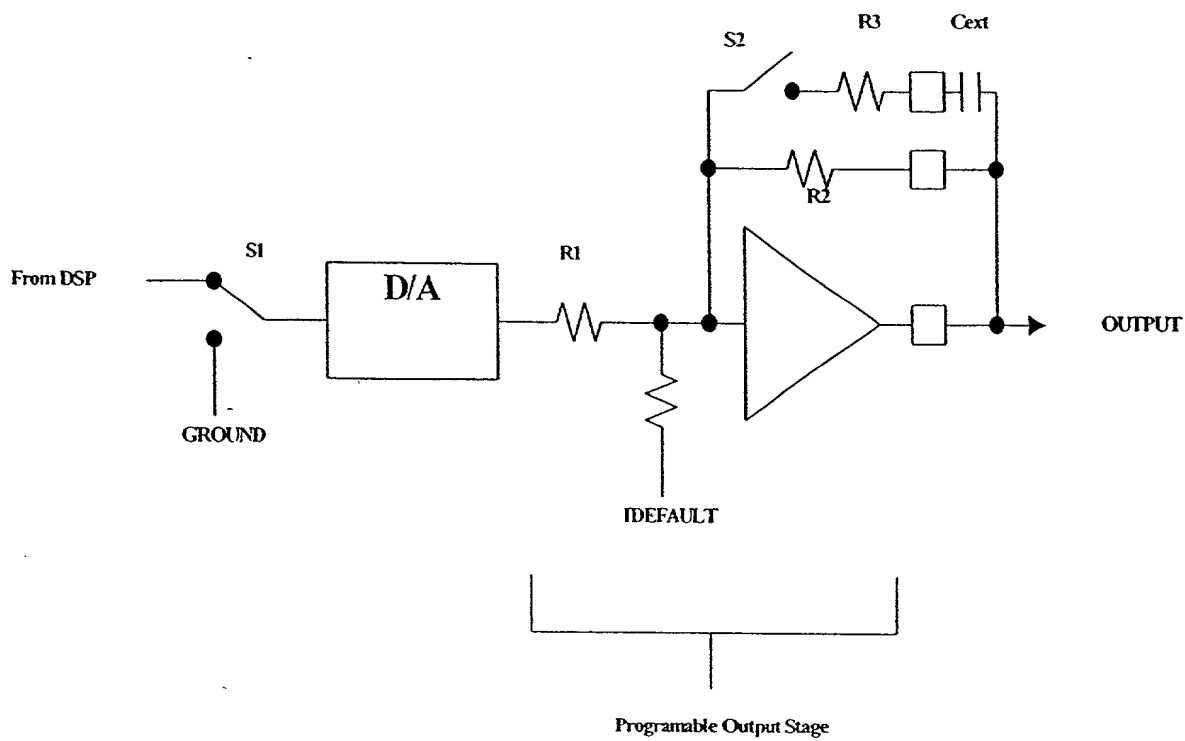 S2
R3
Cext
R2
S1
R1
From DSP
D/A
OUTPUT
GROUND
IDEFAULT
Programable Output Stage